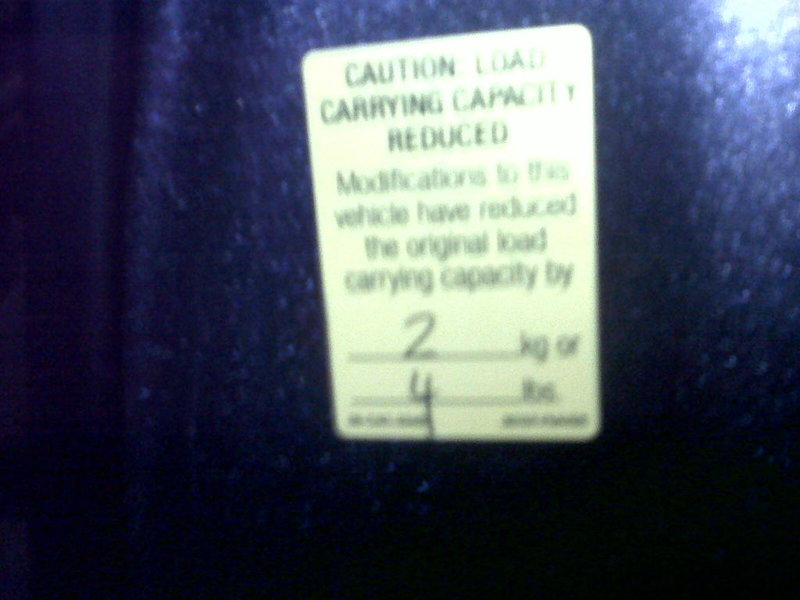 CAUTION: LOAD
CARRYING CAPACITY
REDUCED
Modifications to this
vehicle have reduced
the original load
carrying capacity by
2 kg or
4 lbs.